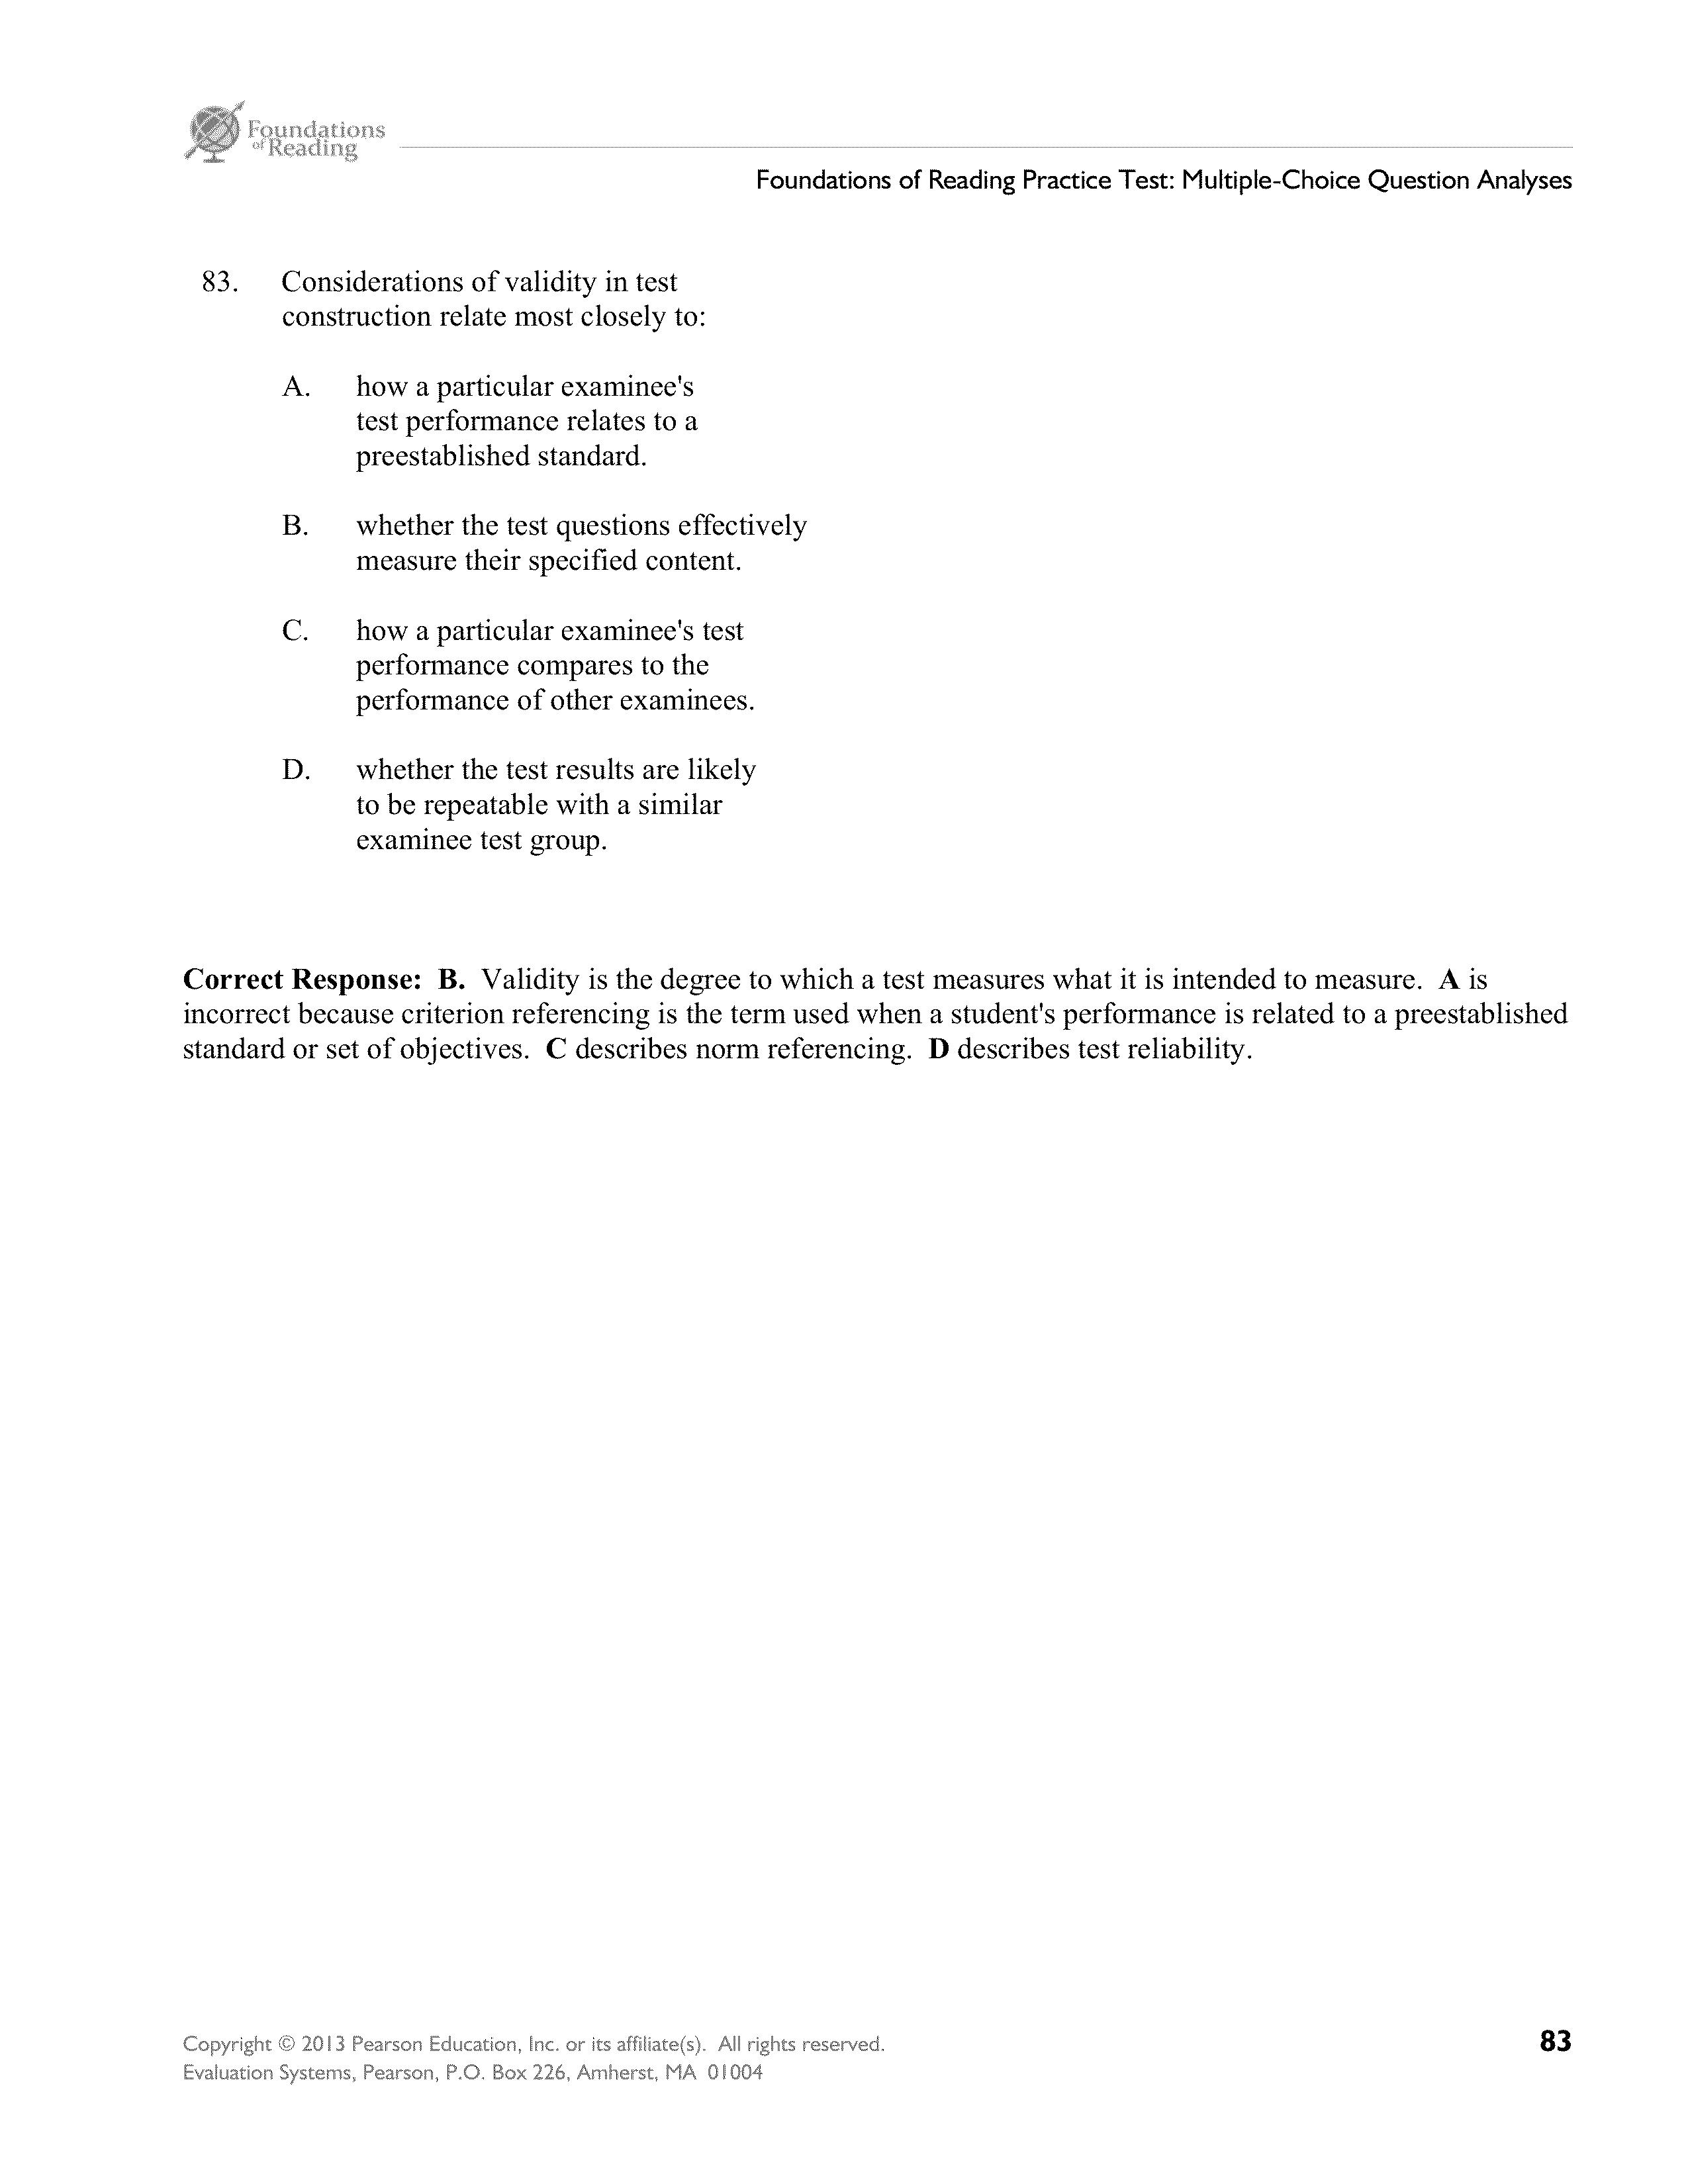 Foundations
of Reading
Foundations of Reading Practice Test: Multiple-Choice Question Analyses
83. Considerations of validity in test
construction relate most closely to:
A. how a particular examinee's
test performance relates to a
preestablished standard.
B. whether the test questions effectively
measure their specified content.
C. how a particular examinee's test
performance compares to the
performance of other examinees.
D. whether the test results are likely
to be repeatable with a similar
examinee test group.
Correct Response: B. Validity is the degree to which a test measures what it is intended to measure. A is
incorrect because criterion referencing is the term used when a student's performance is related to a preestablished
standard or set of objectives. C describes norm referencing. D describes test reliability.
Copyright © 2013 Pearson Education, Inc. or its affiliate(s). All rights reserved.
Evaluation Systems, Pearson, P.O. Box 226, Amherst, MA 01004
83